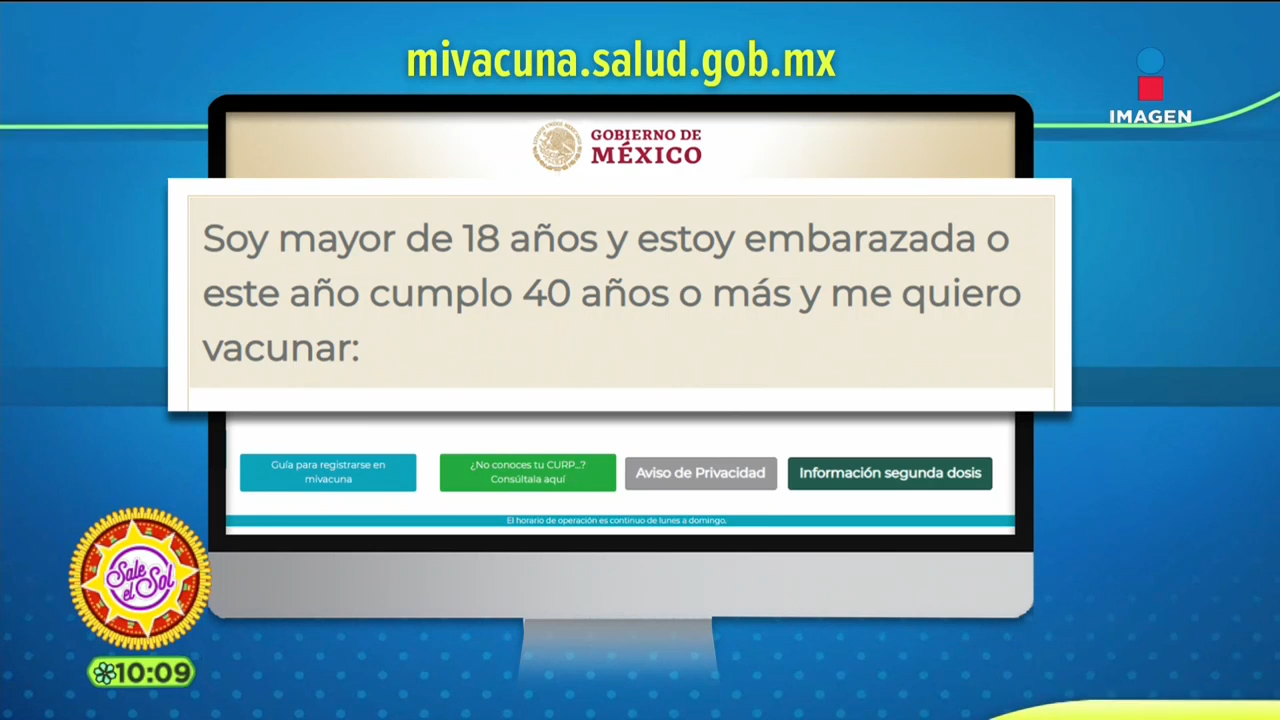 mivacuna.salud.gob.mx
IMAGEN
GOBIERNO DE
MÉXICO
Soy mayor de 18 años y estoy embarazada o
este año cumplo 40 años o más y me quiero
vacunar:
Guía para registrarse en
mivacuna
¿No conoces tu CURP...?
Consúltala aquí
Aviso de Privacidad
Información segunda dosis
El horario de operación es continuo de lunes a domingo.
Sale
el Sol
10:09